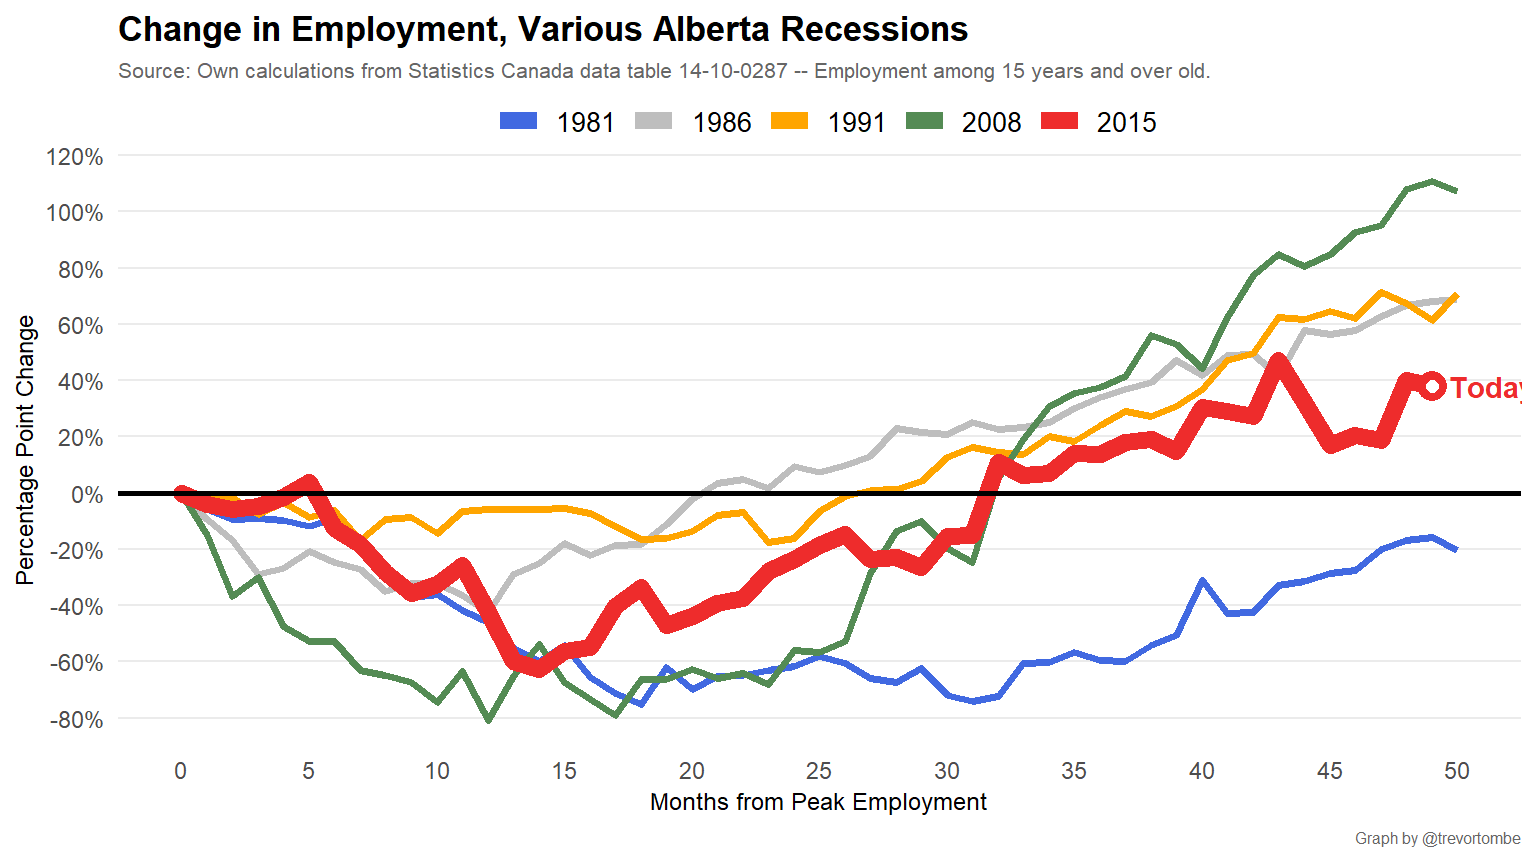 Change in Employment, Various Alberta Recessions
Source: Own calculations from Statistics Canada data table 14-10-0287 -- Employment among 15 years and over old.
1981 1986 1991 2008 2015
120%
100%
80%
60%
40%
20%
0%
-20%
-40%
-60%
-80%
Percentage Point Change
Today
0 5 10 15 20 25 30 35 40 45 50
Months from Peak Employment
Graph by @trevortombe